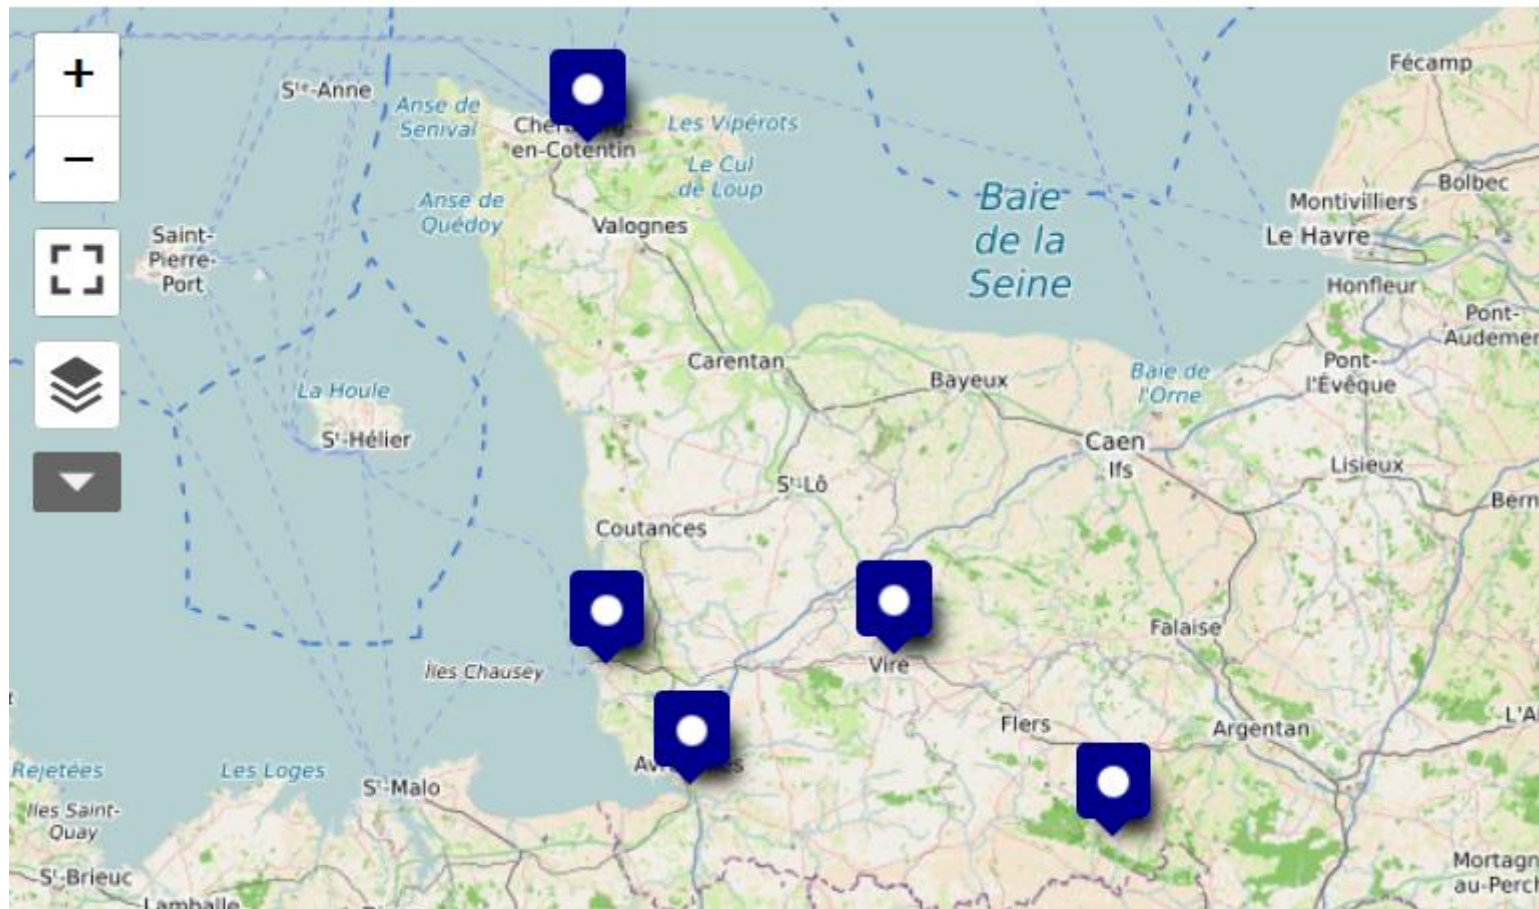 +
−
Fécamp
Sᵗᵉ-Anne
Anse de
Senival
en-Cotentin
Les Vipérots
Le Cul
de Loup
Bolbec
Montivilliers
Le Havre
Anse de
Quédoy
Valognes
Baie
de la
Seine
Saint-
Pierre-
Port
Honfleur
Pont-
Audemer
Carentan
Bayeux
Baie de
l'Orne
Pont-
l'Évêque
La Houle
Sᵗ-Hélier
Caen
Ifs
Lisieux
Sᵗ-Lô
Bern
Coutances
Falaise
Îles Chausey
Vire
Flers
Argentan
L'Ai
Rejetées
Les Loges
Sᵗ-Malo
Iles Saint-
Quay
Sᵗ-Brieuc
Mortagn
au-Perch
Lamballe